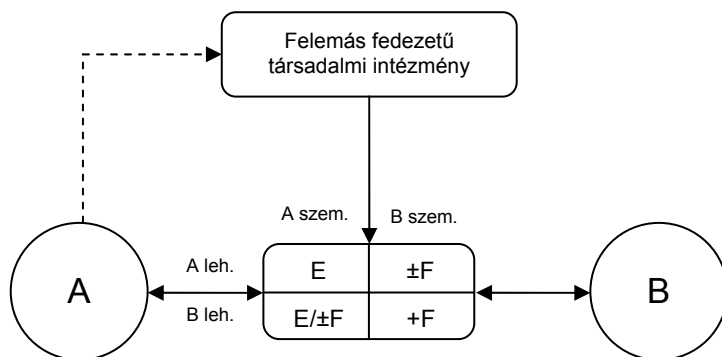 Felemás fedezetű
társadalmi intézmény
A szem. B szem.
A leh. E ±F
A B
B leh. E/±F +F